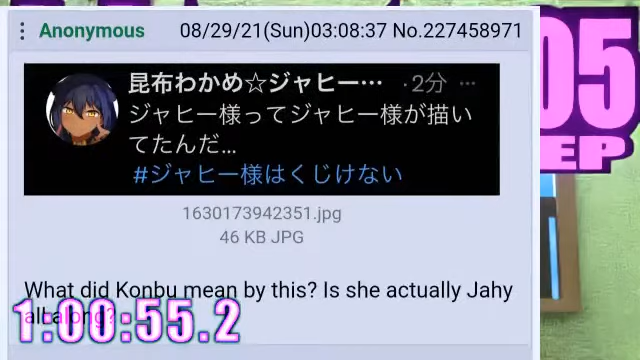 Anonymous 08/29/21(Sun)03:08:37 No.227458971
昆布わかめ☆ジャヒー… ·2分 …
ジャヒー様ってジャヒー様が描い
てたんだ…
#ジャヒー様はくじけない
1630173942351.jpg
46 KB JPG
What did Konbu mean by this? Is she actually Jahy
all along?
1:00:55.2
05
EP